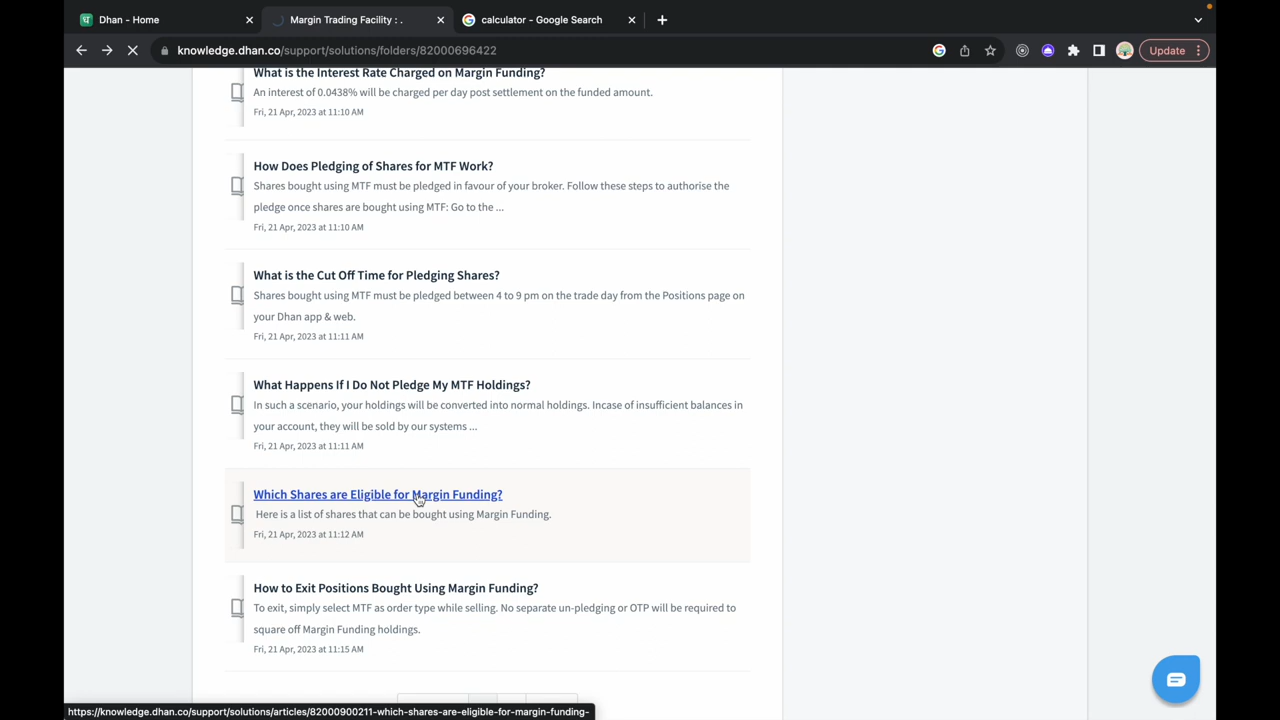 Dhan - Home
Margin Trading Facility : .
calculator - Google Search
knowledge.dhan.co/support/solutions/folders/82000696422
Update
What is the Interest Rate Charged on Margin Funding?
An interest of 0.0438% will be charged per day post settlement on the funded amount.
Fri, 21 Apr, 2023 at 11:10 AM
How Does Pledging of Shares for MTF Work?
Shares bought using MTF must be pledged in favour of your broker. Follow these steps to authorise the
pledge once shares are bought using MTF: Go to the ...
Fri, 21 Apr, 2023 at 11:10 AM
What is the Cut Off Time for Pledging Shares?
Shares bought using MTF must be pledged between 4 to 9 pm on the trade day from the Positions page on
your Dhan app & web.
Fri, 21 Apr, 2023 at 11:11 AM
What Happens If I Do Not Pledge My MTF Holdings?
In such a scenario, your holdings will be converted into normal holdings. Incase of insufficient balances in
your account, they will be sold by our systems ...
Fri, 21 Apr, 2023 at 11:11 AM
Which Shares are Eligible for Margin Funding?
Here is a list of shares that can be bought using Margin Funding.
Fri, 21 Apr, 2023 at 11:12 AM
How to Exit Positions Bought Using Margin Funding?
To exit, simply select MTF as order type while selling. No separate un-pledging or OTP will be required to
square off Margin Funding holdings.
Fri, 21 Apr, 2023 at 11:15 AM
https://knowledge.dhan.co/support/solutions/articles/82000900211-which-shares-are-eligible-for-margin-funding-